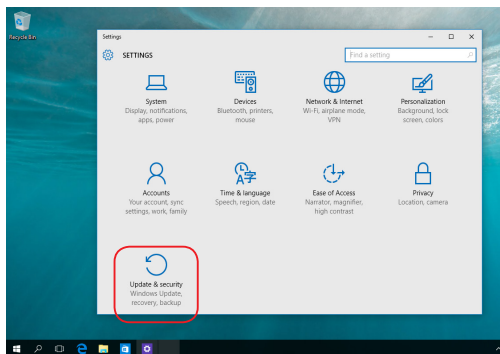 Recycle Bin
Settings
SETTINGS
Find a setting
System
Display, notifications,
apps, power
Devices
Bluetooth, printers,
mouse
Network & Internet
Wi-Fi, airplane mode,
VPN
Personalization
Background, lock
screen, colors
Accounts
Your account, sync
settings, work, family
Time & language
Speech, region, date
Ease of Access
Narrator, magnifier,
high contrast
Privacy
Location, camera
Update & security
Windows Update,
recovery, backup